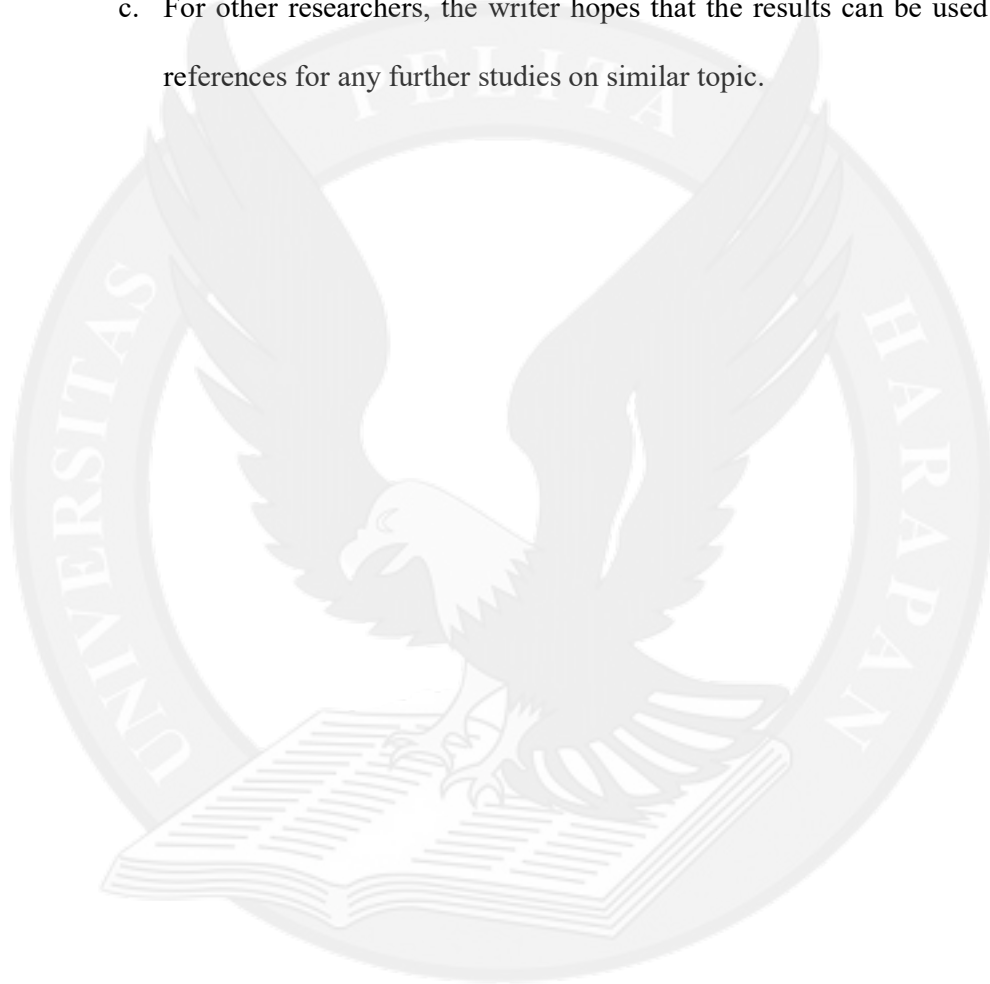 c. For other researchers, the writer hopes that the results can be used
references for any further studies on similar topic.
UNIVERSITAS PELITA HARAPAN